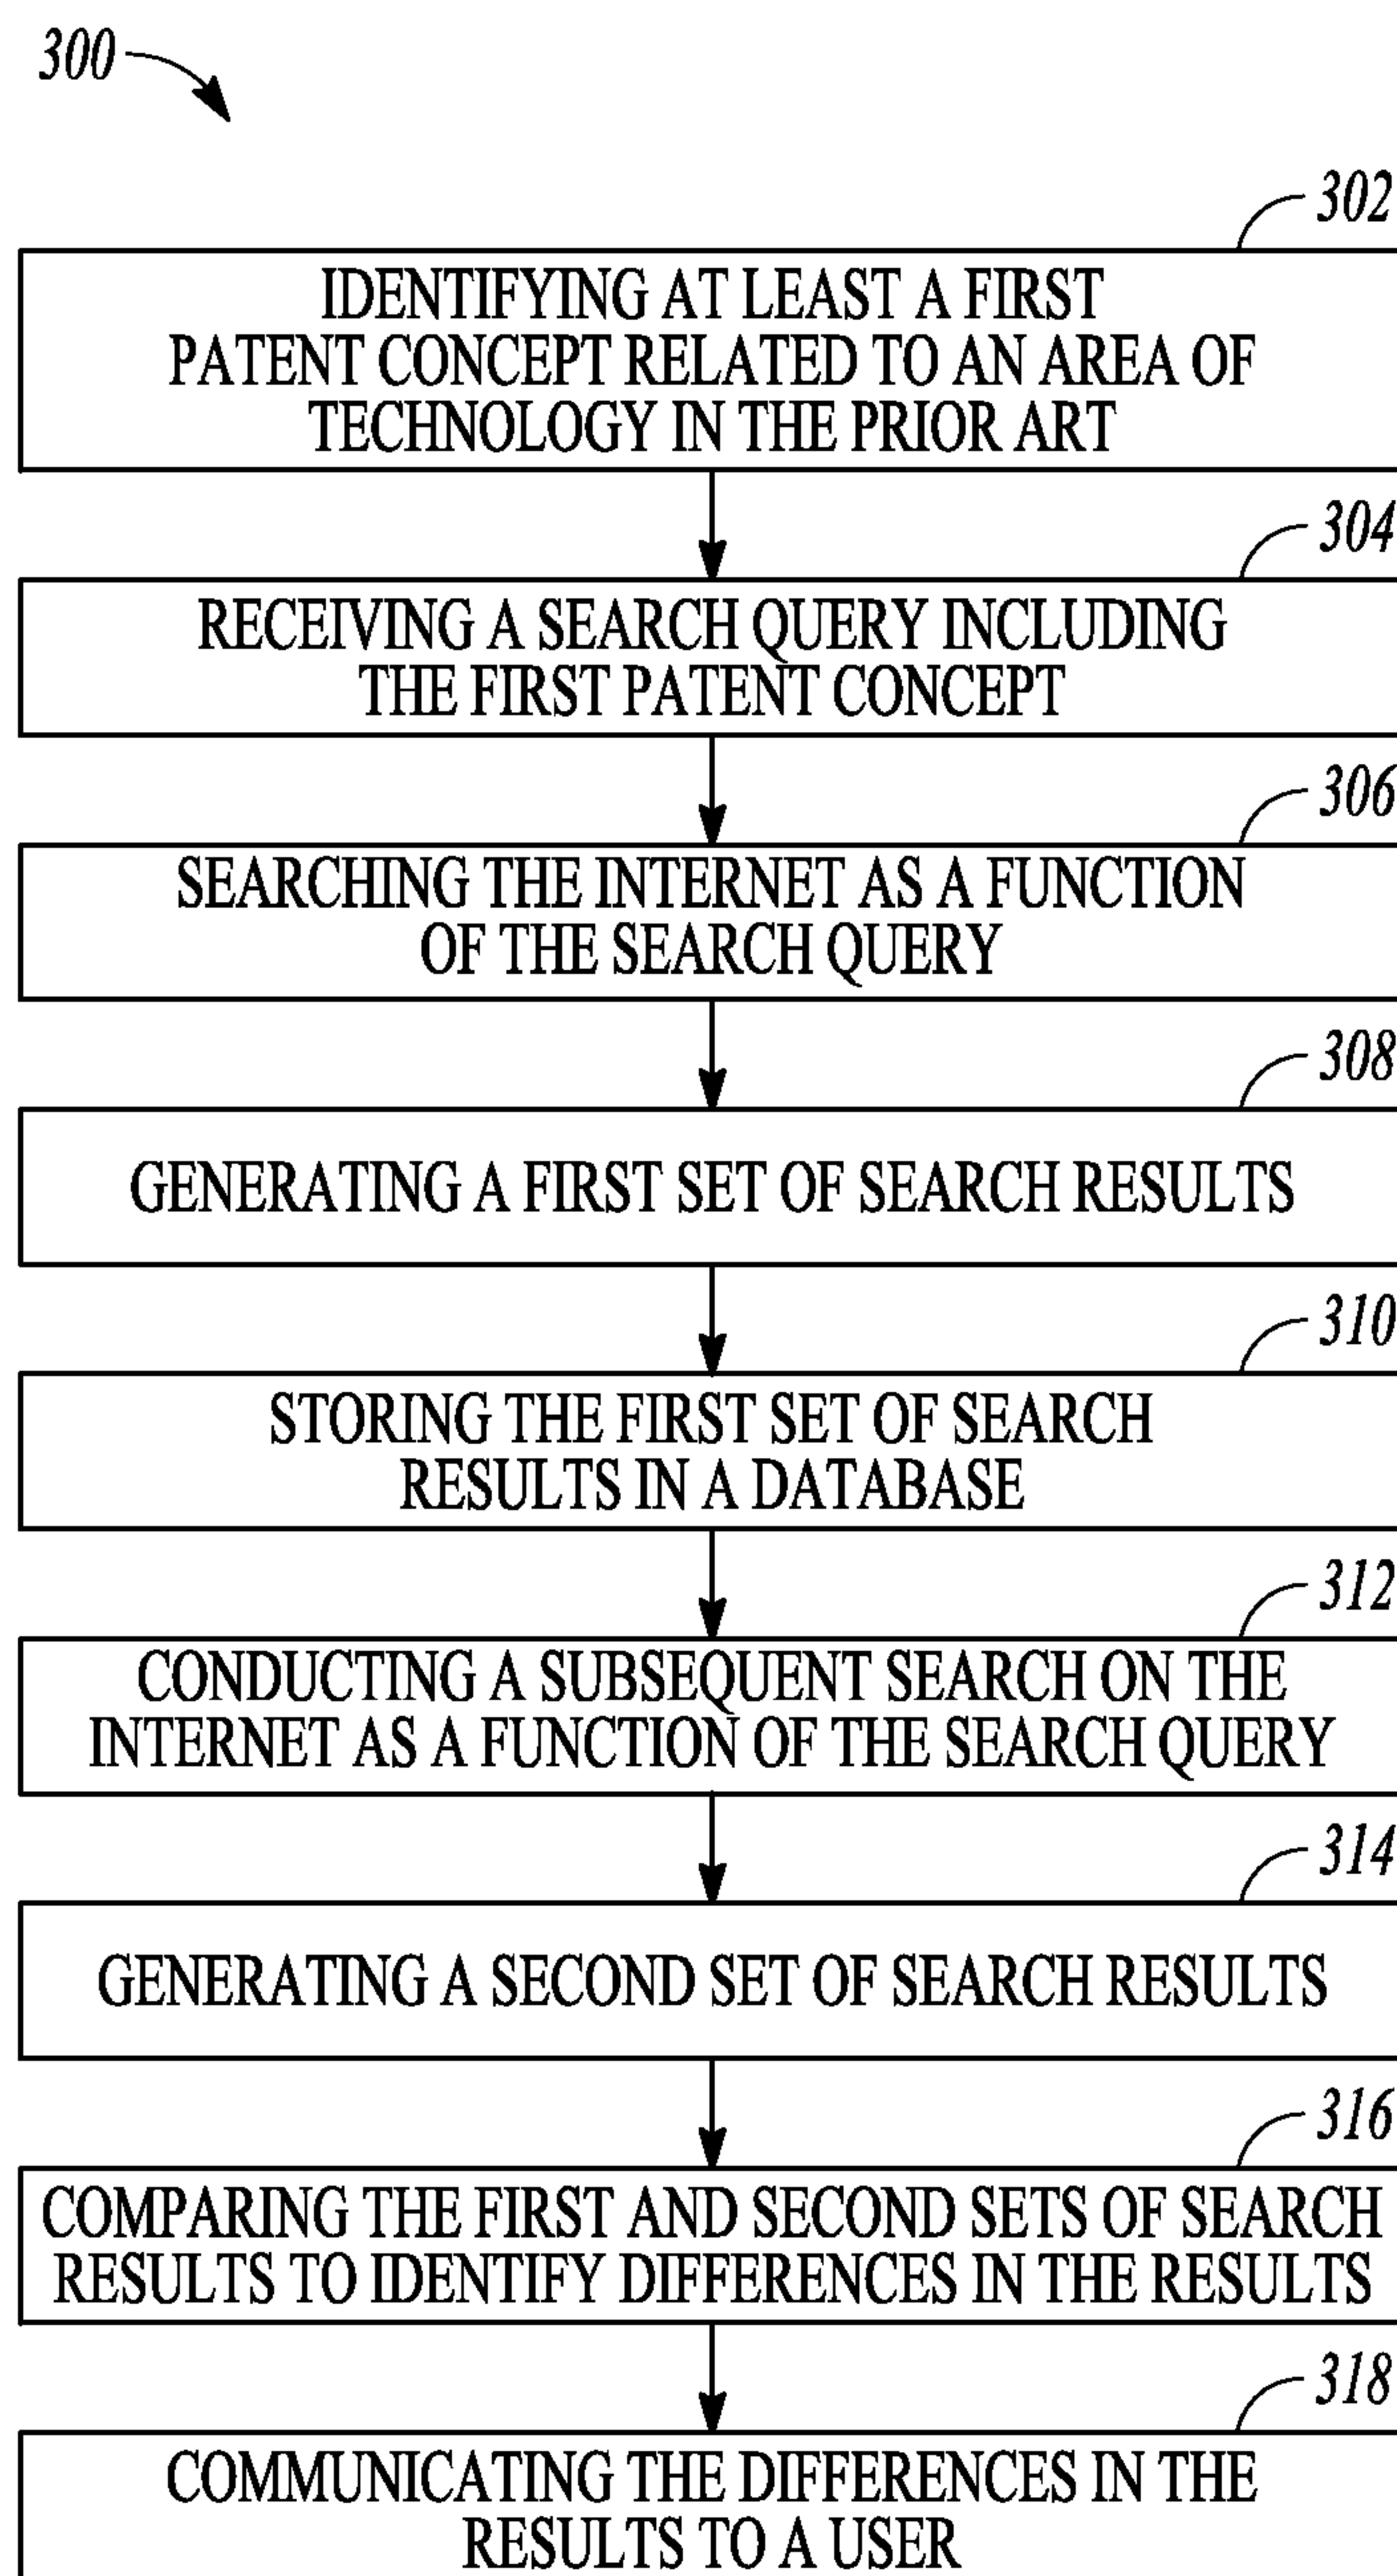 300
302
IDENTIFYING AT LEAST A FIRST
PATENT CONCEPT RELATED TO AN AREA OF
TECHNOLOGY IN THE PRIOR ART
304
RECEIVING A SEARCH QUERY INCLUDING
THE FIRST PATENT CONCEPT
306
SEARCHING THE INTERNET AS A FUNCTION
OF THE SEARCH QUERY
308
GENERATING A FIRST SET OF SEARCH RESULTS
310
STORING THE FIRST SET OF SEARCH
RESULTS IN A DATABASE
312
CONDUCTING A SUBSEQUENT SEARCH ON THE
INTERNET AS A FUNCTION OF THE SEARCH QUERY
314
GENERATING A SECOND SET OF SEARCH RESULTS
316
COMPARING THE FIRST AND SECOND SETS OF SEARCH
RESULTS TO IDENTIFY DIFFERENCES IN THE RESULTS
318
COMMUNICATING THE DIFFERENCES IN THE
RESULTS TO A USER